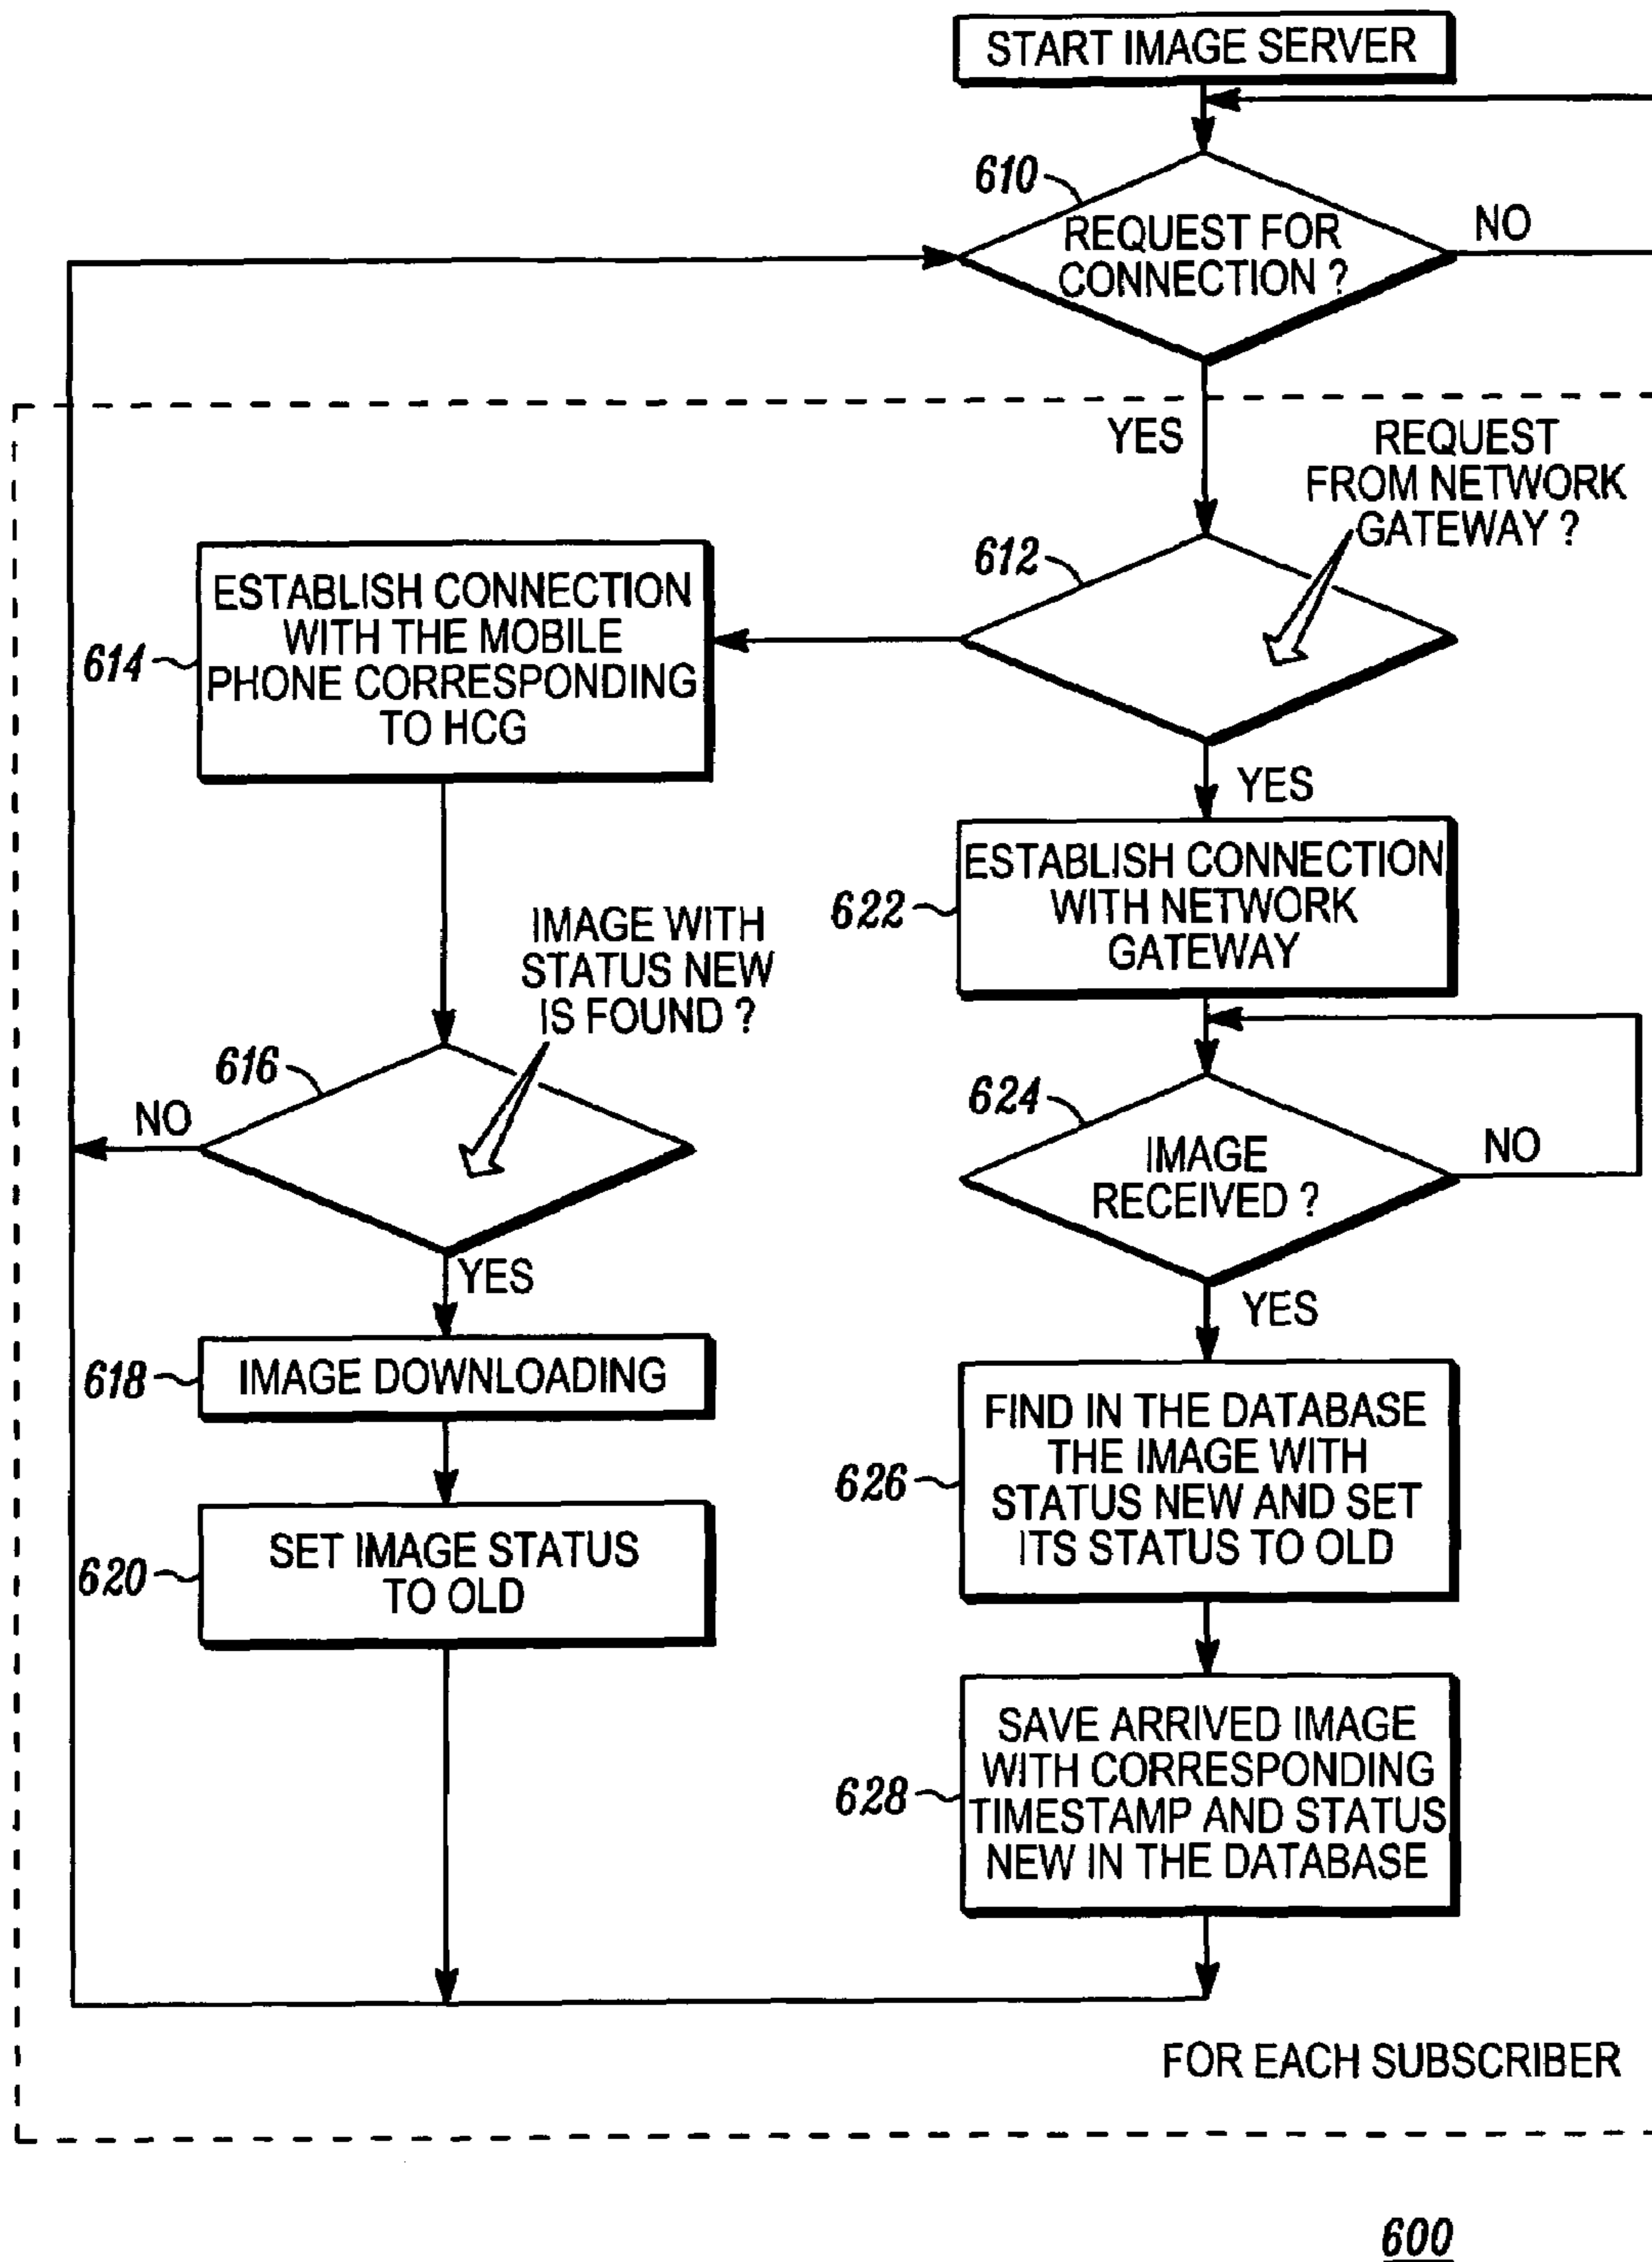 START IMAGE SERVER
610
REQUEST FOR
CONNECTION ?
NO
YES
REQUEST
FROM NETWORK
GATEWAY ?
612
614
ESTABLISH CONNECTION
WITH THE MOBILE
PHONE CORRESPONDING
TO HCG
YES
622
ESTABLISH CONNECTION
WITH NETWORK
GATEWAY
IMAGE WITH
STATUS NEW
IS FOUND ?
616
NO
YES
624
IMAGE
RECEIVED ?
NO
YES
618
IMAGE DOWNLOADING
620
SET IMAGE STATUS
TO OLD
626
FIND IN THE DATABASE
THE IMAGE WITH
STATUS NEW AND SET
ITS STATUS TO OLD
628
SAVE ARRIVED IMAGE
WITH CORRESPONDING
TIMESTAMP AND STATUS
NEW IN THE DATABASE
FOR EACH SUBSCRIBER
600